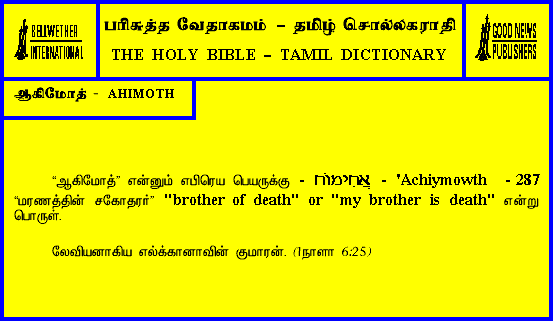 BELLWETHER
INTERNATIONAL
பரிசுத்த வேதாகமம் – தமிழ் சொல்லகராதி
THE HOLY BIBLE – TAMIL DICTIONARY
GOOD NEWS
PUBLISHERS
ஆகிமோத் - AHIMOTH
“ஆகிமோத்” என்னும் எபிரெய பெயருக்கு - אֲחִימוֹת - 'Achiymowth - 287
“மரணத்தின் சகோதரர்” "brother of death" or "my brother is death" என்று
பொருள்.
லேவியனாகிய எல்க்கானாவின் குமாரன். (1நாளா 6:25)